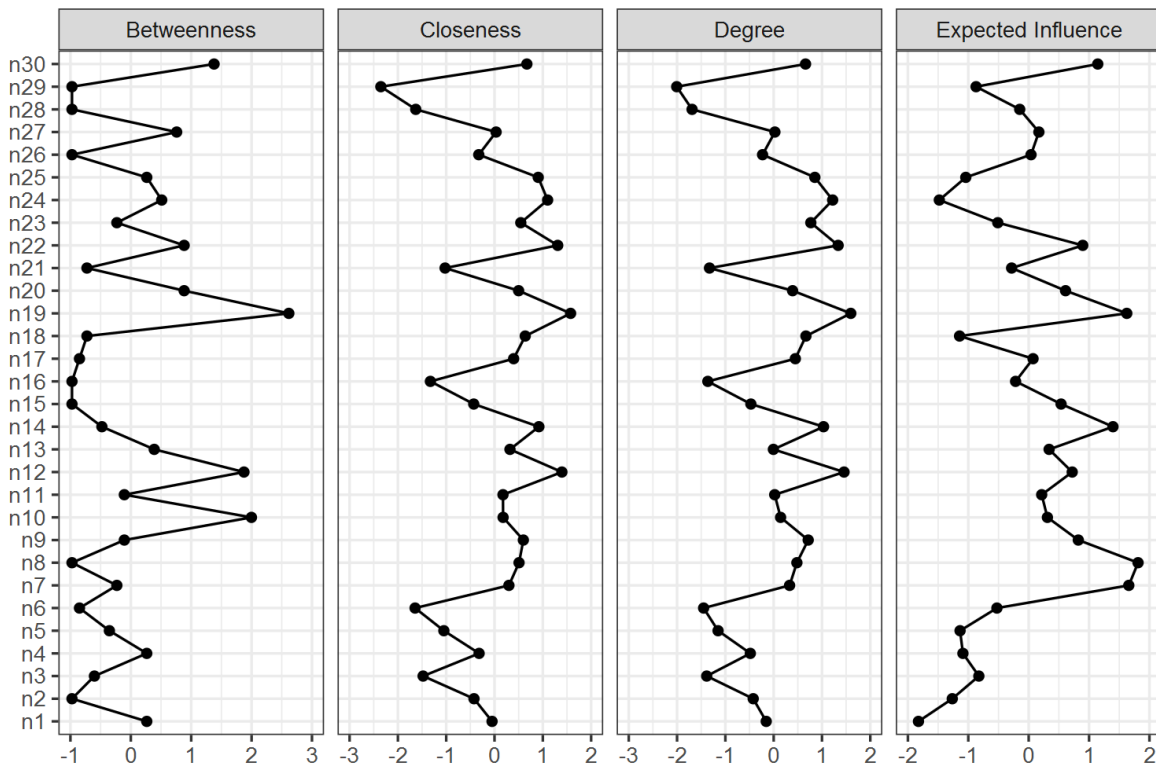 Betweenness Closeness Degree Expected Influence
n30
n29
n28
n27
n26
n25
n24
n23
n22
n21
n20
n19
n18
n17
n16
n15
n14
n13
n12
n11
n10
n9
n8
n7
n6
n5
n4
n3
n2
n1
-1 0 1 2 3 -3 -2 -1 0 1 2 -3 -2 -1 0 1 2 -2 -1 0 1 2